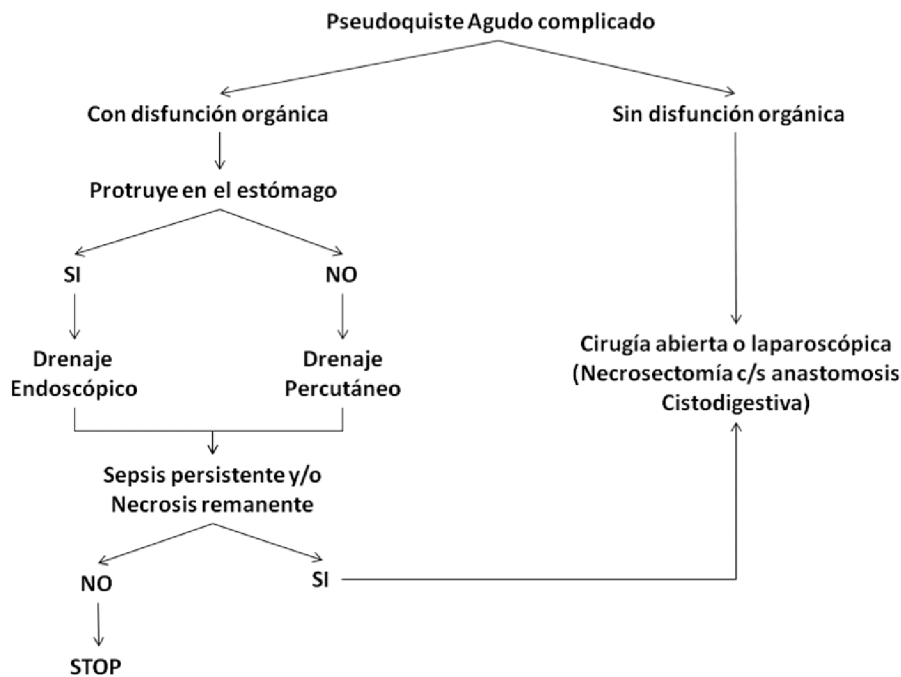 Pseudoquiste Agudo complicado
Con disfunción orgánica
Sin disfunción orgánica
Protruye en el estómago
SI
NO
Drenaje
Endoscópico
Drenaje
Percutáneo
Cirugía abierta o laparoscópica
(Necrosectomía c/s anastomosis
Cistodigestiva)
Sepsis persistente y/o
Necrosis remanente
NO
SI
STOP